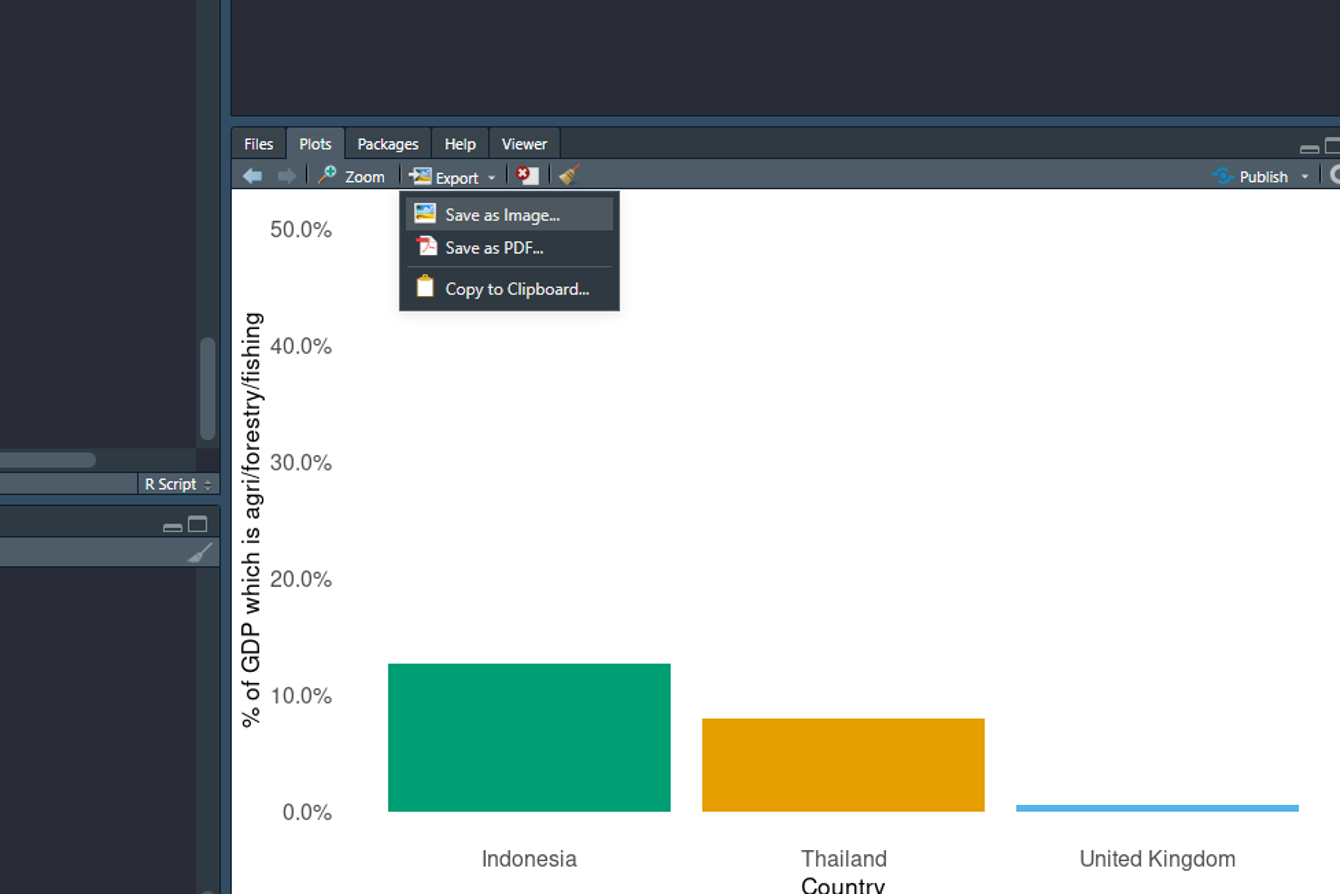 Files Plots Packages Help Viewer
Zoom Export Publish
Save as Image...
Save as PDF...
Copy to Clipboard...
R Script
% of GDP which is agri/forestry/fishing
50.0%
40.0%
30.0%
20.0%
10.0%
0.0%
Indonesia Thailand United Kingdom
Country